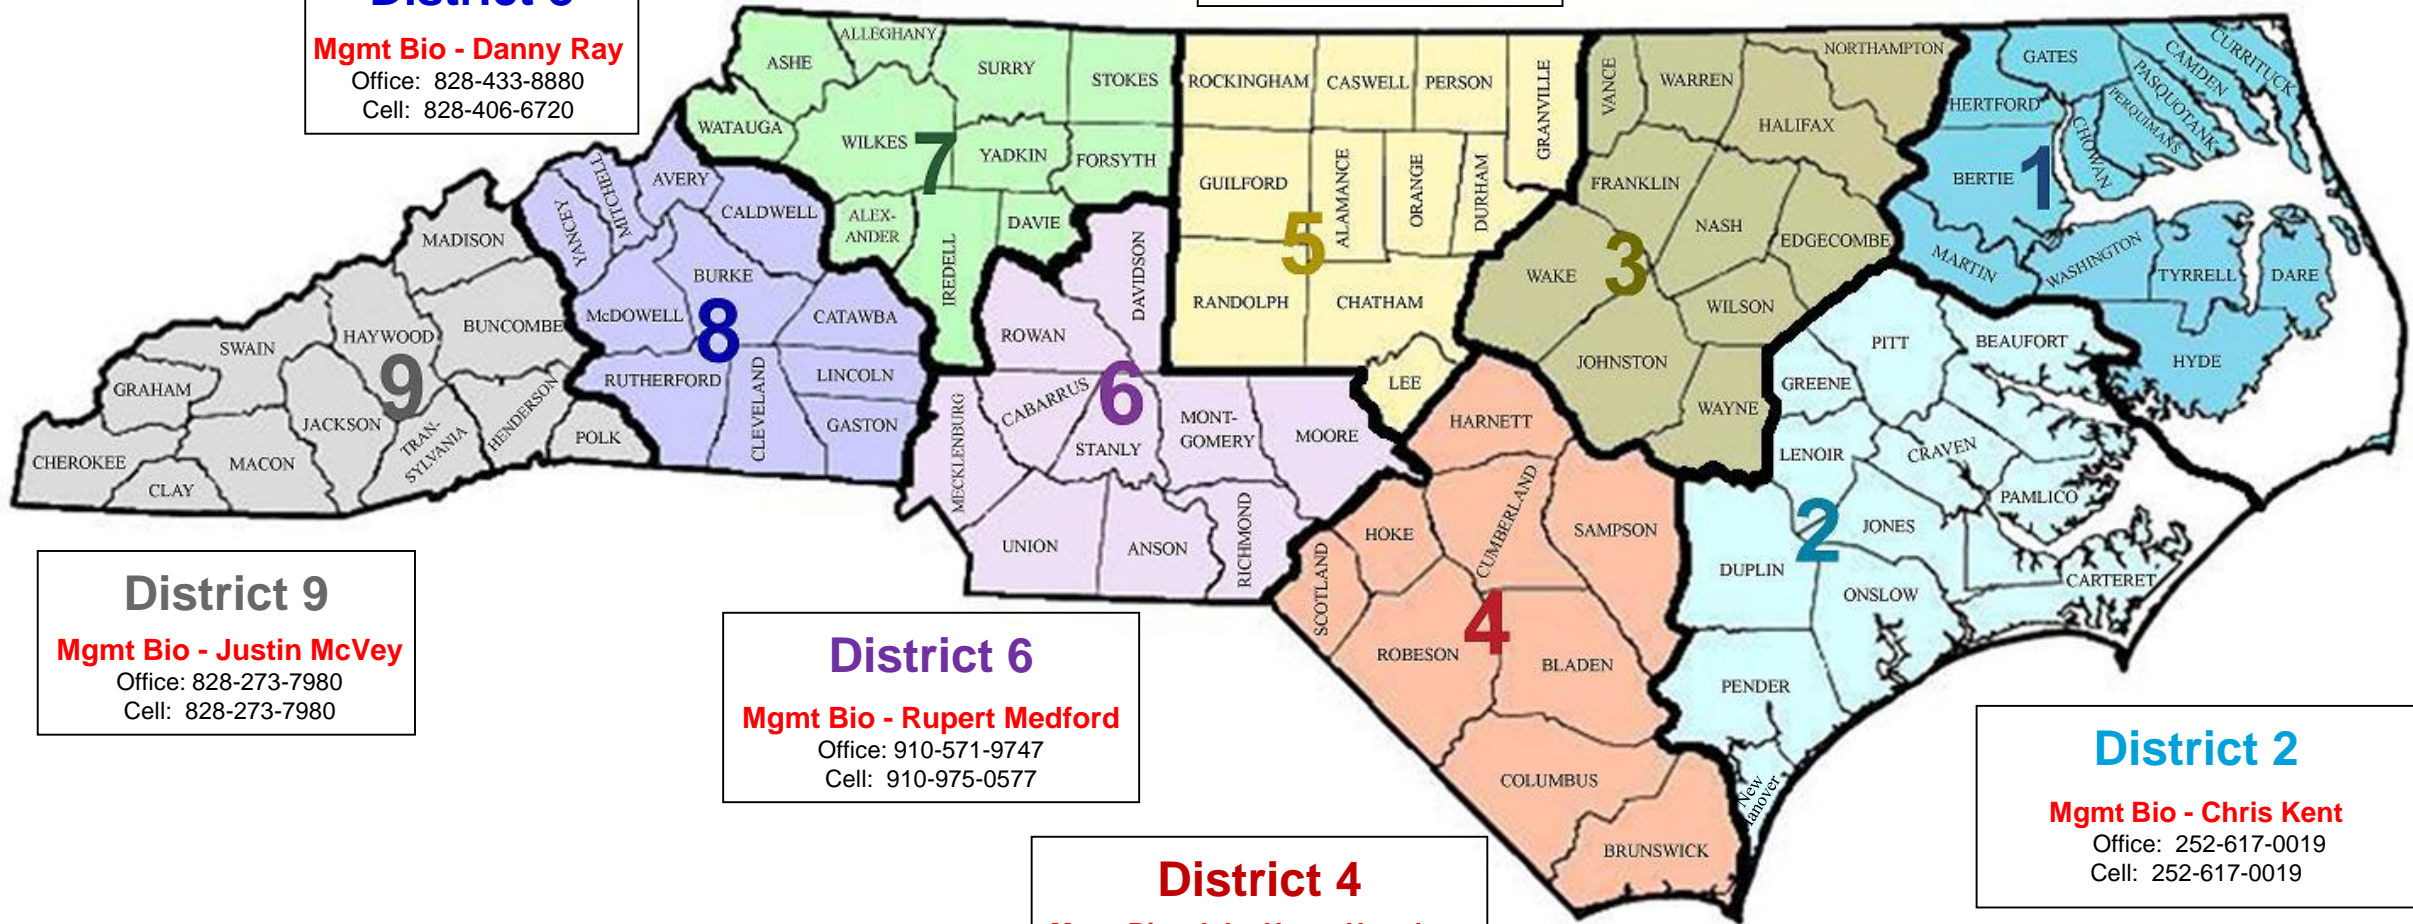 Mgmt Bio - Danny Ray
Office: 828-433-8880
Cell: 828-406-6720
ASHE
ALLEGHANY
SURRY
STOKES
WATAUGA
WILKES
YADKIN
FORSYTH
ALEX-
ANDER
IREDELL
DAVIE
7
ROCKINGHAM
CASWELL
PERSON
GRANVILLE
GUILFORD
ALAMANCE
ORANGE
DURHAM
RANDOLPH
CHATHAM
LEE
5
VANCE
WARREN
NORTHAMPTON
HALIFAX
FRANKLIN
NASH
EDGECOMBE
WAKE
WILSON
JOHNSTON
WAYNE
3
GATES
CURRITUCK
CAMDEN
PASQUOTANK
PERQUIMANS
CHOWAN
HERTFORD
BERTIE
MARTIN
WASHINGTON
TYRRELL
DARE
HYDE
1
YANCEY
MITCHELL
AVERY
CALDWELL
BURKE
McDOWELL
CATAWBA
RUTHERFORD
CLEVELAND
LINCOLN
GASTON
8
MADISON
BUNCOMBE
HAYWOOD
SWAIN
GRAHAM
JACKSON
TRAN-
SYLVANIA
HENDERSON
POLK
CHEROKEE
CLAY
MACON
9
DAVIDSON
ROWAN
CABARRUS
MECKLENBURG
STANLY
MONT-
GOMERY
MOORE
UNION
ANSON
RICHMOND
6
HARNETT
HOKE
CUMBERLAND
SAMPSON
SCOTLAND
ROBESON
BLADEN
COLUMBUS
BRUNSWICK
4
PITT
BEAUFORT
GREENE
LENOIR
CRAVEN
PAMLICO
JONES
DUPLIN
ONSLOW
CARTERET
PENDER
New
2
District 9
Mgmt Bio - Justin McVey
Office: 828-273-7980
Cell: 828-273-7980
District 6
Mgmt Bio - Rupert Medford
Office: 910-571-9747
Cell: 910-975-0577
District 4
District 2
Mgmt Bio - Chris Kent
Office: 252-617-0019
Cell: 252-617-0019